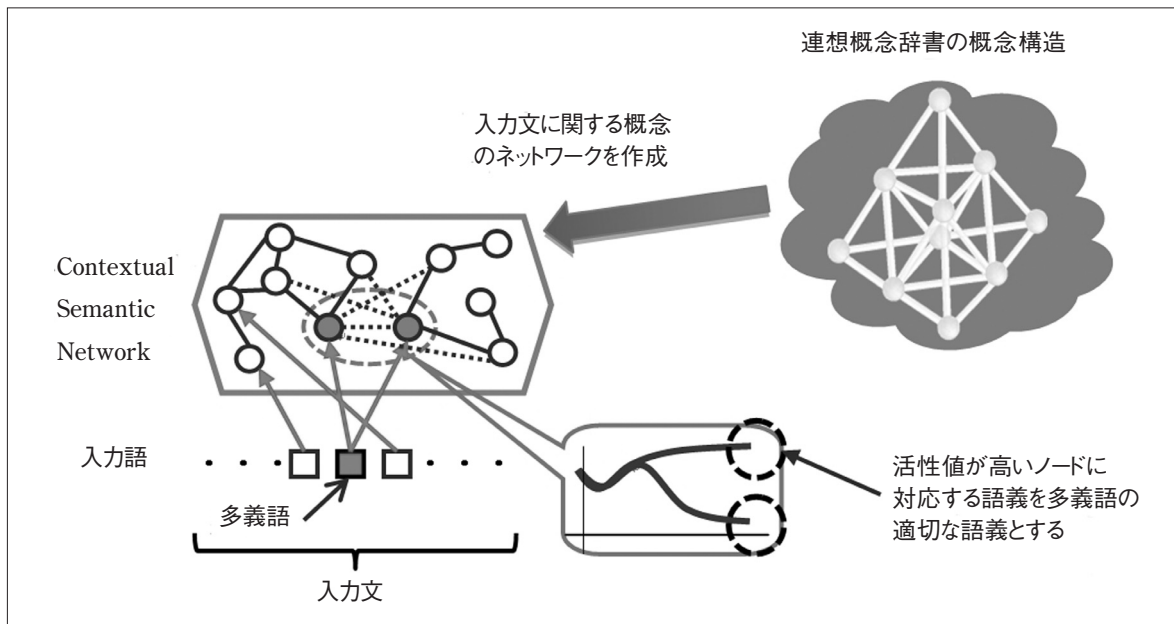 連想概念辞書の概念構造
入力文に関する概念
のネットワークを作成
Contextual
Semantic
Network
入力語
・・・
・・・・
多義語
入力文
活性値が高いノードに
対応する語義を多義語の
適切な語義とする